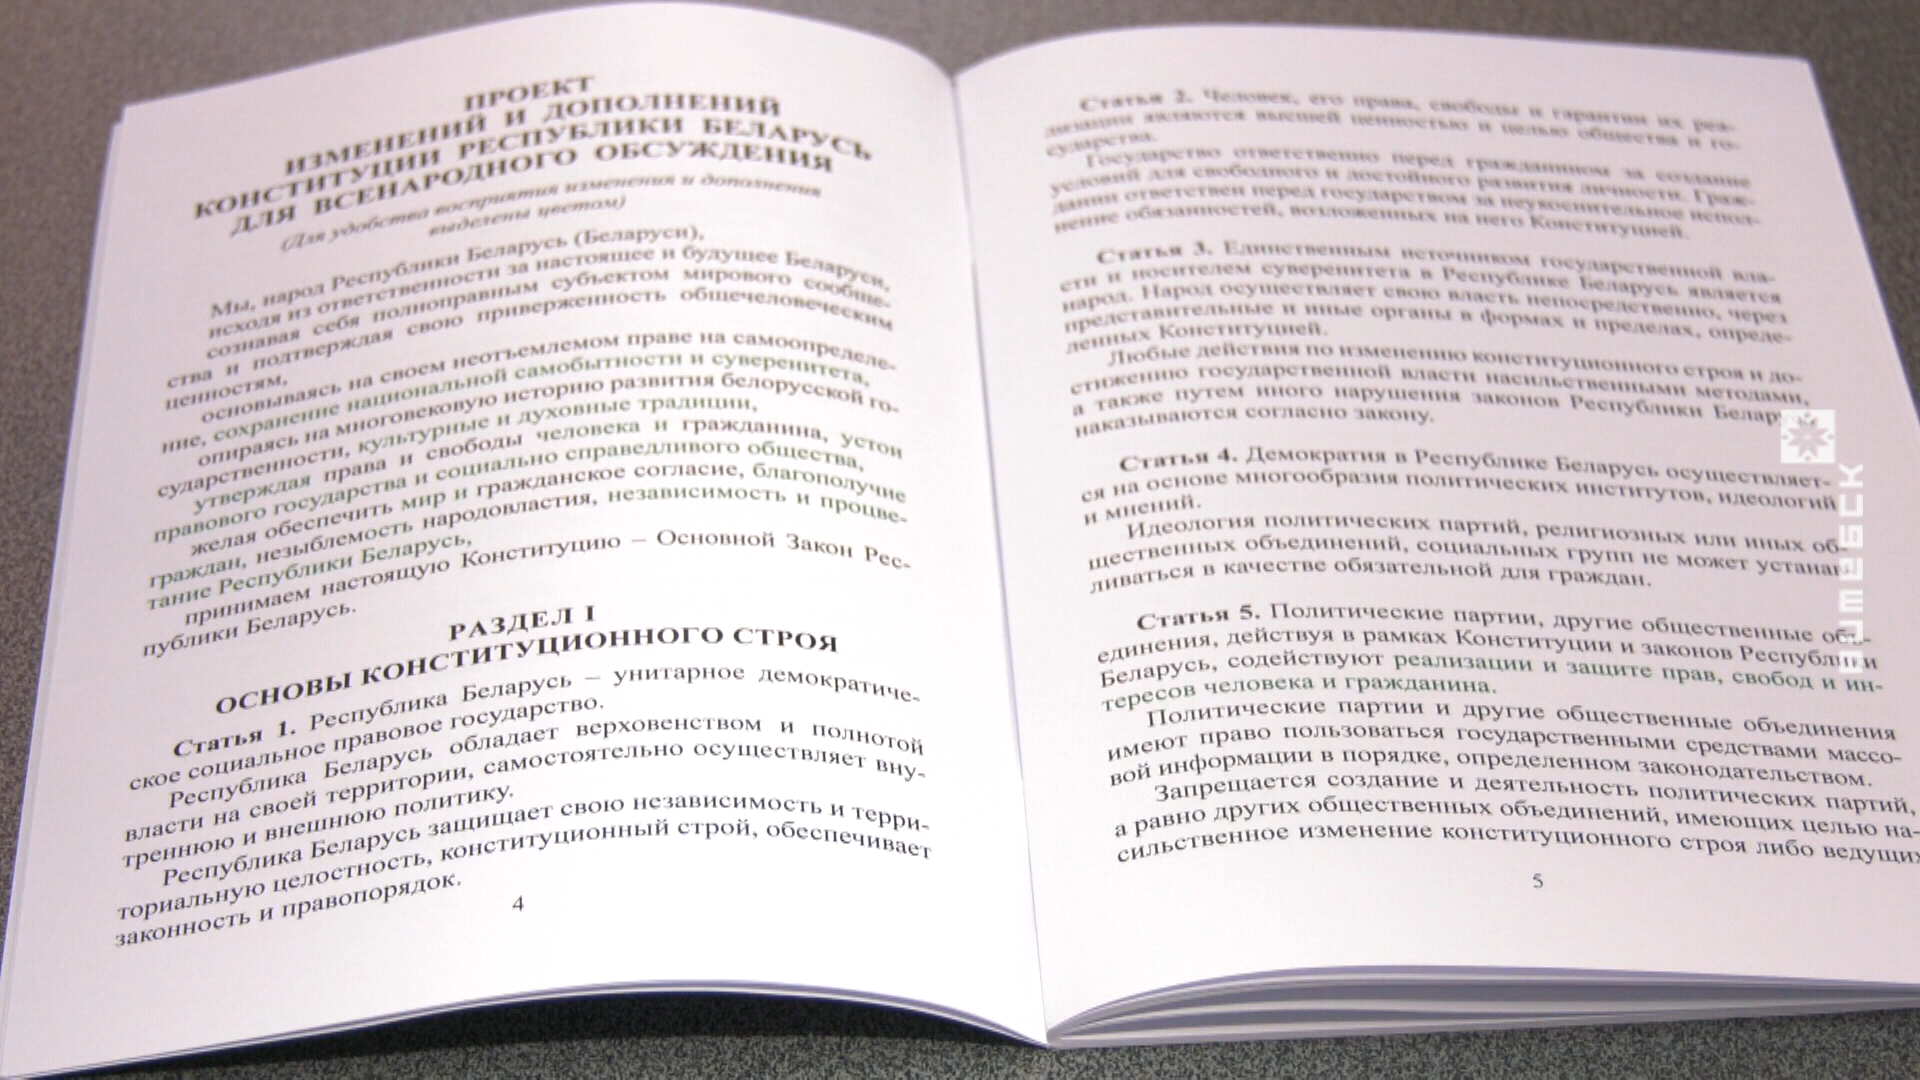 ПРОЕКТ
ИЗМЕНЕНИЙ И ДОПОЛНЕНИЙ
КОНСТИТУЦИИ РЕСПУБЛИКИ БЕЛАРУСЬ
ДЛЯ ВСЕНАРОДНОГО ОБСУЖДЕНИЯ
(Для удобства восприятия изменения и дополнения
выделены цветом)
Мы, народ Республики Беларусь (Беларуси),
исходя из ответственности за настоящее и будущее Беларуси,
сознавая себя полноправным субъектом мирового сообще-
ства и подтверждая свою приверженность общечеловеческим
ценностям,
основываясь на своем неотъемлемом праве на самоопределе-
ние, сохранение национальной самобытности и суверенитета,
опираясь на многовековую историю развития белорусской го-
сударственности, культурные и духовные традиции,
утверждая права и свободы человека и гражданина, устои
правового государства и социально справедливого общества,
желая обеспечить мир и гражданское согласие, благополучие
граждан, незыблемость народовластия, независимость и процве-
тание Республики Беларусь,
принимаем настоящую Конституцию – Основной Закон Рес-
публики Беларусь.
РАЗДЕЛ I
ОСНОВЫ КОНСТИТУЦИОННОГО СТРОЯ
Статья 1. Республика Беларусь – унитарное демократиче-
ское социальное правовое государство.
Республика Беларусь обладает верховенством и полнотой
власти на своей территории, самостоятельно осуществляет вну-
треннюю и внешнюю политику.
Республика Беларусь защищает свою независимость и терри-
ториальную целостность, конституционный строй, обеспечивает
законность и правопорядок.
4
Статья 2. Человек, его права, свободы и гарантии их реа-
лизации являются высшей ценностью и целью общества и го-
сударства.
Государство ответственно перед гражданином за создание
условий для свободного и достойного развития личности. Граж-
данин ответствен перед государством за неукоснительное испол-
нение обязанностей, возложенных на него Конституцией.
Статья 3. Единственным источником государственной вла-
сти и носителем суверенитета в Республике Беларусь является
народ. Народ осуществляет свою власть непосредственно, через
представительные и иные органы в формах и пределах, опреде-
ленных Конституцией.
Любые действия по изменению конституционного строя и до-
стижению государственной власти насильственными методами,
а также путем иного нарушения законов Республики Беларусь
наказываются согласно закону.
Статья 4. Демократия в Республике Беларусь осуществляет-
ся на основе многообразия политических институтов, идеологий
и мнений.
Идеология политических партий, религиозных или иных об-
щественных объединений, социальных групп не может устанав-
ливаться в качестве обязательной для граждан.
Статья 5. Политические партии, другие общественные объ-
единения, действуя в рамках Конституции и законов Республики
Беларусь, содействуют реализации и защите прав, свобод и ин-
тересов человека и гражданина.
Политические партии и другие общественные объединения
имеют право пользоваться государственными средствами массо-
вой информации в порядке, определенном законодательством.
Запрещается создание и деятельность политических партий,
а равно других общественных объединений, имеющих целью на-
сильственное изменение конституционного строя либо ведущих
5
ВИТЕБСК